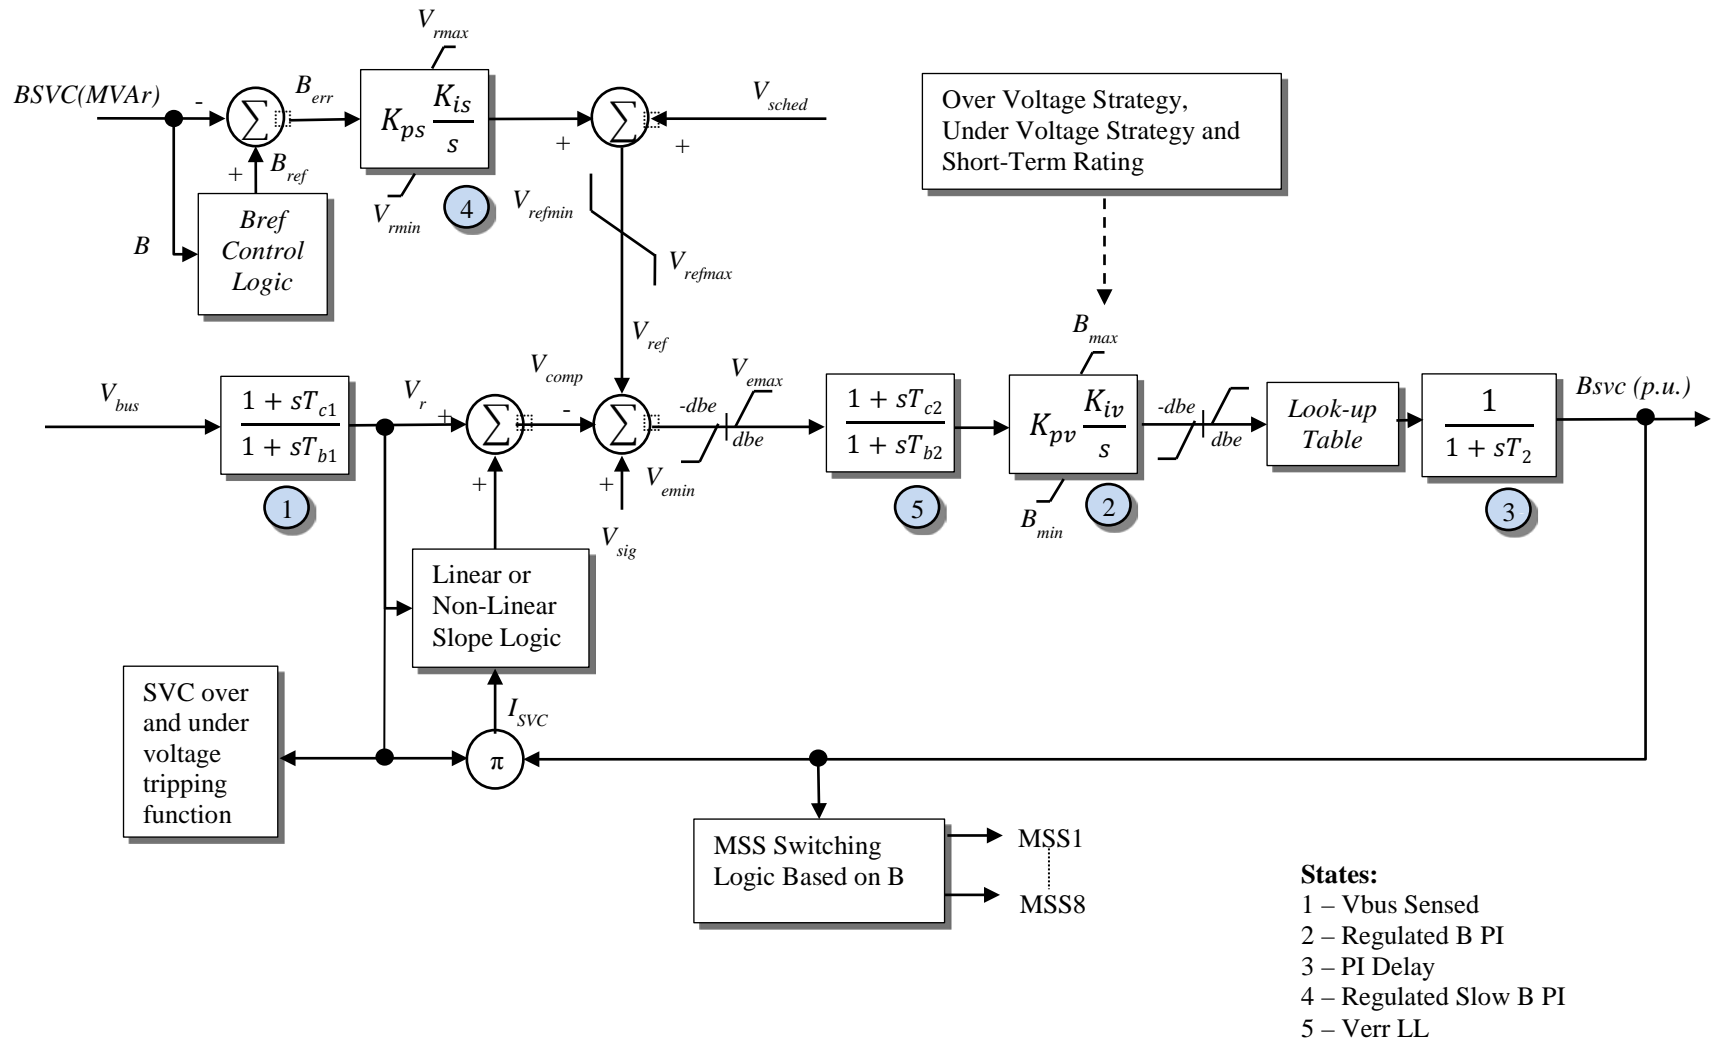 BSVC(MVAr)
-
∑
B_err
V_rmax
K_ps K_is/s
V_rmin
4
+
∑
+
V_sched
Over Voltage Strategy,
Under Voltage Strategy and
Short-Term Rating
+
B_ref
B
Bref
Control
Logic
V_refmin
V_refmax
V_ref
V_bus
(1 + sT_c1)/(1 + sT_b1)
1
V_r
+
∑
+
V_comp
-
∑
+
V_sig
-dbe
dbe
V_emax
V_emin
(1 + sT_c2)/(1 + sT_b2)
5
B_max
K_pv K_iv/s
B_min
2
-dbe
dbe
Look-up
Table
1/(1 + sT_2)
3
Bsvc (p.u.)
Linear or
Non-Linear
Slope Logic
I_SVC
π
SVC over
and under
voltage
tripping
function
MSS Switching
Logic Based on B
MSS1
MSS8
States:
1 – Vbus Sensed
2 – Regulated B PI
3 – PI Delay
4 – Regulated Slow B PI
5 – Verr LL